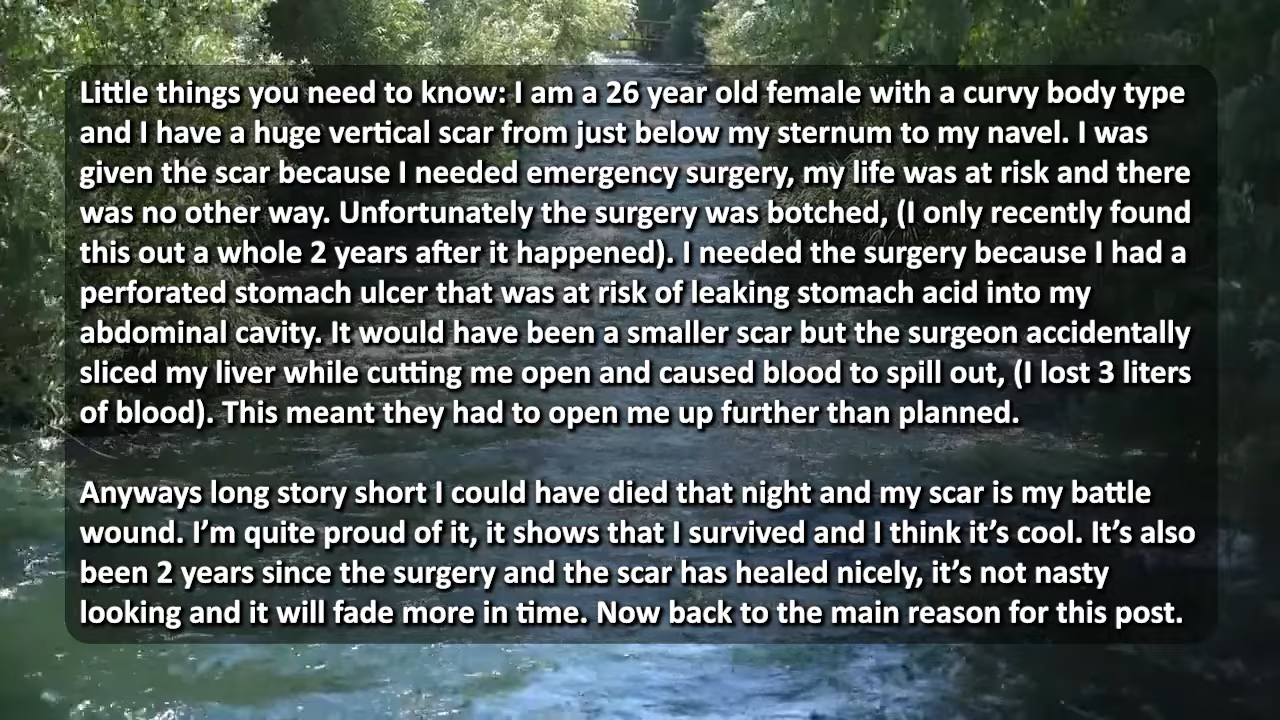 Little things you need to know: I am a 26 year old female with a curvy body type
and I have a huge vertical scar from just below my sternum to my navel. I was
given the scar because I needed emergency surgery, my life was at risk and there
was no other way. Unfortunately the surgery was botched, (I only recently found
this out a whole 2 years after it happened). I needed the surgery because I had a
perforated stomach ulcer that was at risk of leaking stomach acid into my
abdominal cavity. It would have been a smaller scar but the surgeon accidentally
sliced my liver while cutting me open and caused blood to spill out, (I lost 3 liters
of blood). This meant they had to open me up further than planned.
Anyways long story short I could have died that night and my scar is my battle
wound. I’m quite proud of it, it shows that I survived and I think it’s cool. It’s also
been 2 years since the surgery and the scar has healed nicely, it’s not nasty
looking and it will fade more in time. Now back to the main reason for this post.